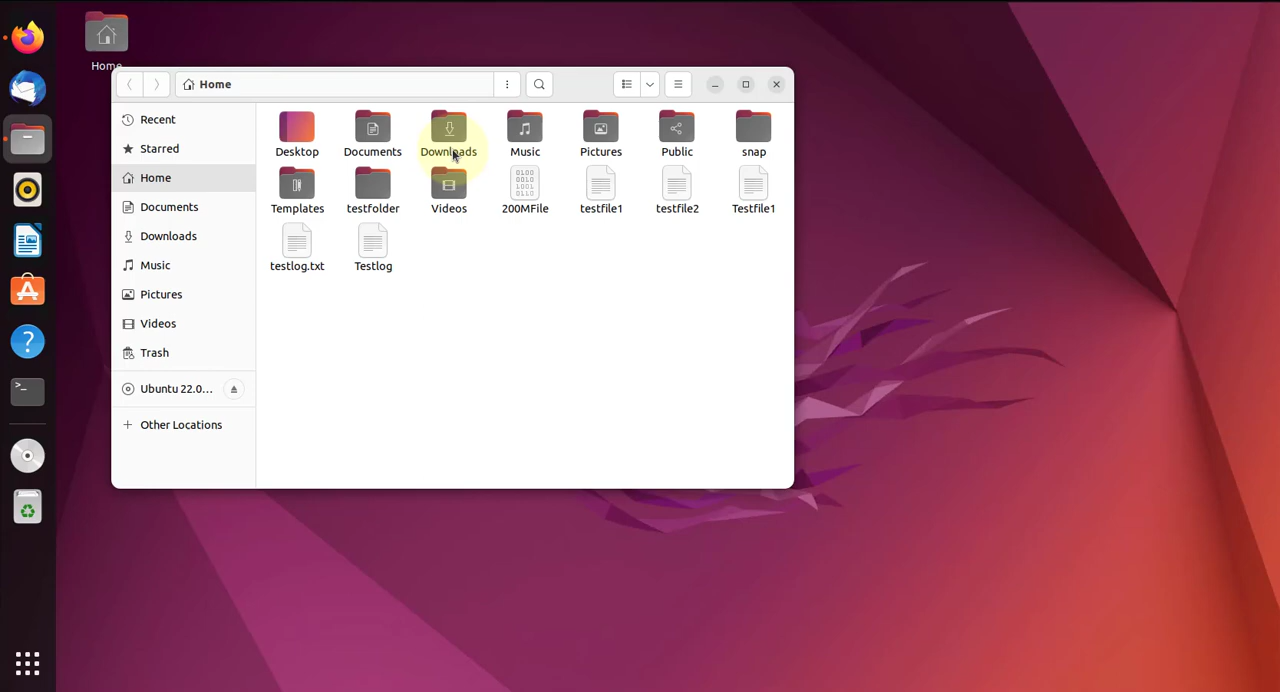 Home
Home
Recent
Starred
Home
Documents
Downloads
Music
Pictures
Videos
Trash
Ubuntu 22.0...
Other Locations
Desktop
Documents
Downloads
Music
Pictures
Public
snap
Templates
testfolder
Videos
200MFile
testfile1
testfile2
Testfile1
testlog.txt
Testlog